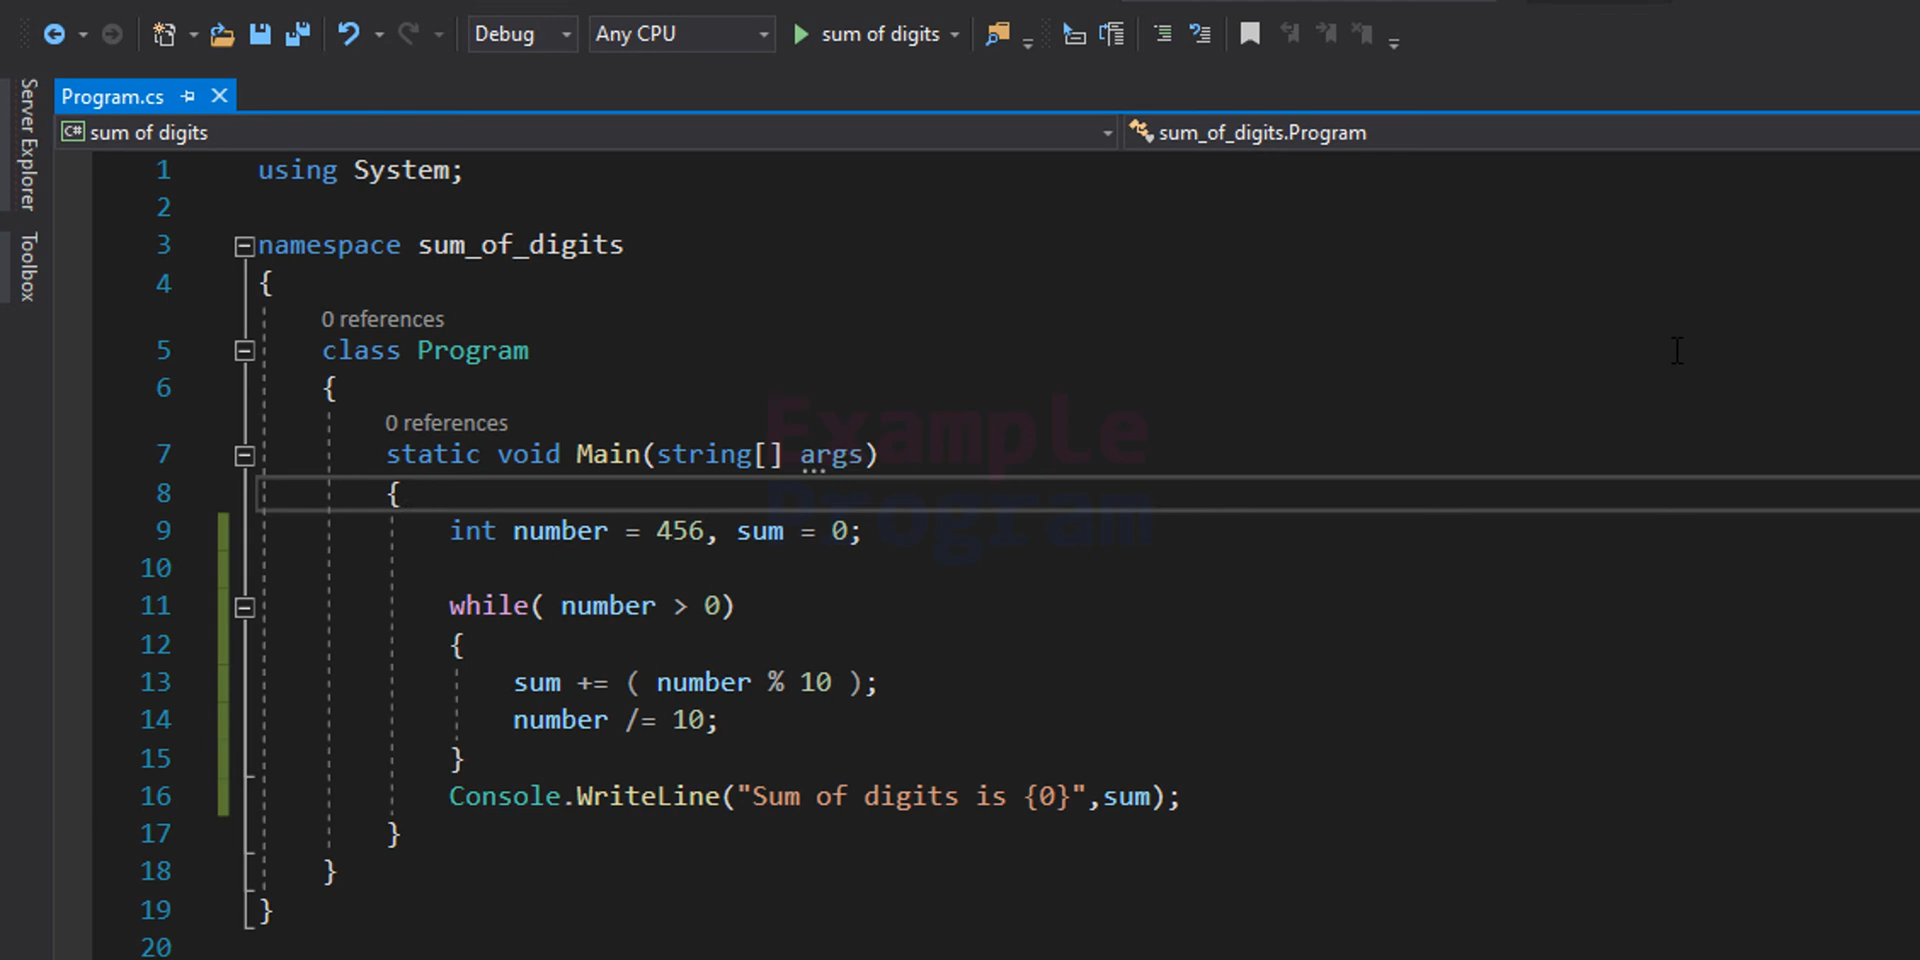 Debug Any CPU sum of digits
Server Explorer
Toolbox
Program.cs
C# sum of digits sum_of_digits.Program
1 using System;
2
3 namespace sum_of_digits
4 {
0 references
5 class Program
6 {
0 references
7 static void Main(string[] args)
8 {
9 int number = 456, sum = 0;
10
11 while( number > 0)
12 {
13 sum += ( number % 10 );
14 number /= 10;
15 }
16 Console.WriteLine("Sum of digits is {0}",sum);
17 }
18 }
19 }
20
Example
Program